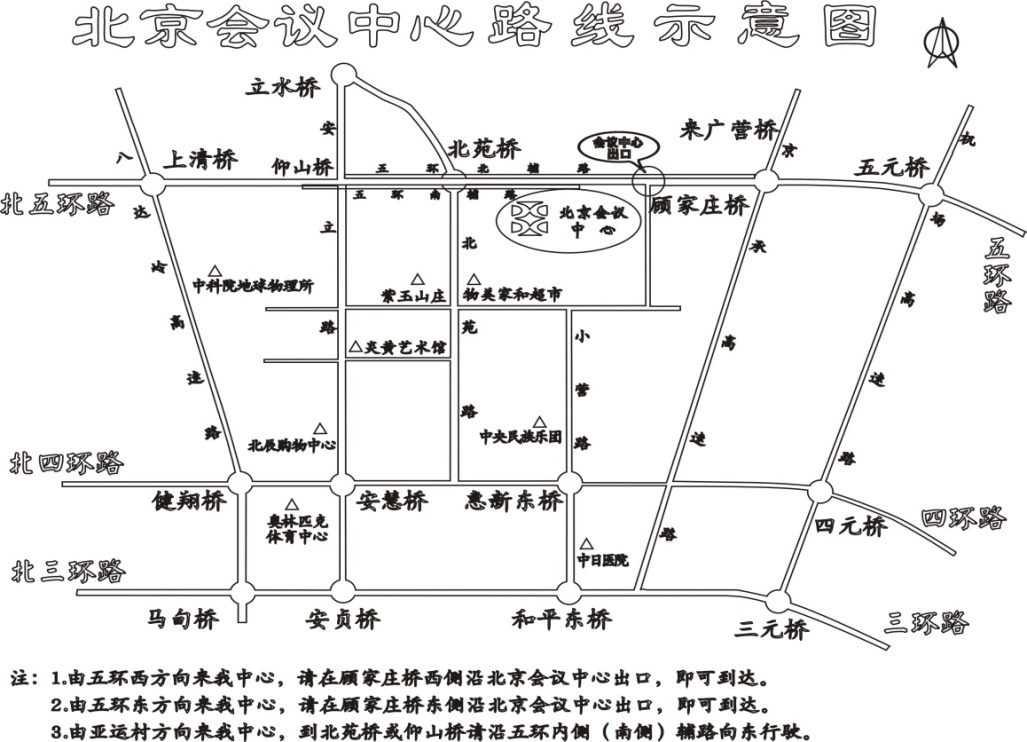 北京会议中心路线示意图
立水桥
安
八
上清桥
仰山桥
北苑桥
会议中心
出口
来广营桥
京
五元桥
机
五 环 北 辅 路
五 环 南 辅 路
北五环路
达
立
北京会议
中 心
顾家庄桥
场
北
承
五
环
路
岭
中科院地球物理所
紫玉山庄
物美家和超市
高
高
路
苑
小
高
炎黄艺术馆
速
营
速
路
路
路
北辰购物中心
中央民族乐团
速
路
北四环路
健翔桥
安慧桥
惠新东桥
四元桥
四环路
奥林匹克
体育中心
路
中日医院
北三环路
马甸桥
安贞桥
和平东桥
三元桥
三环路
注：1.由五环西方向来我中心，请在顾家庄桥西侧沿北京会议中心出口，即可到达。
2.由五环东方向来我中心，请在顾家庄桥东侧沿北京会议中心出口，即可到达。
3.由亚运村方向来我中心，到北苑桥或仰山桥请沿五环内侧（南侧）辅路向东行驶。